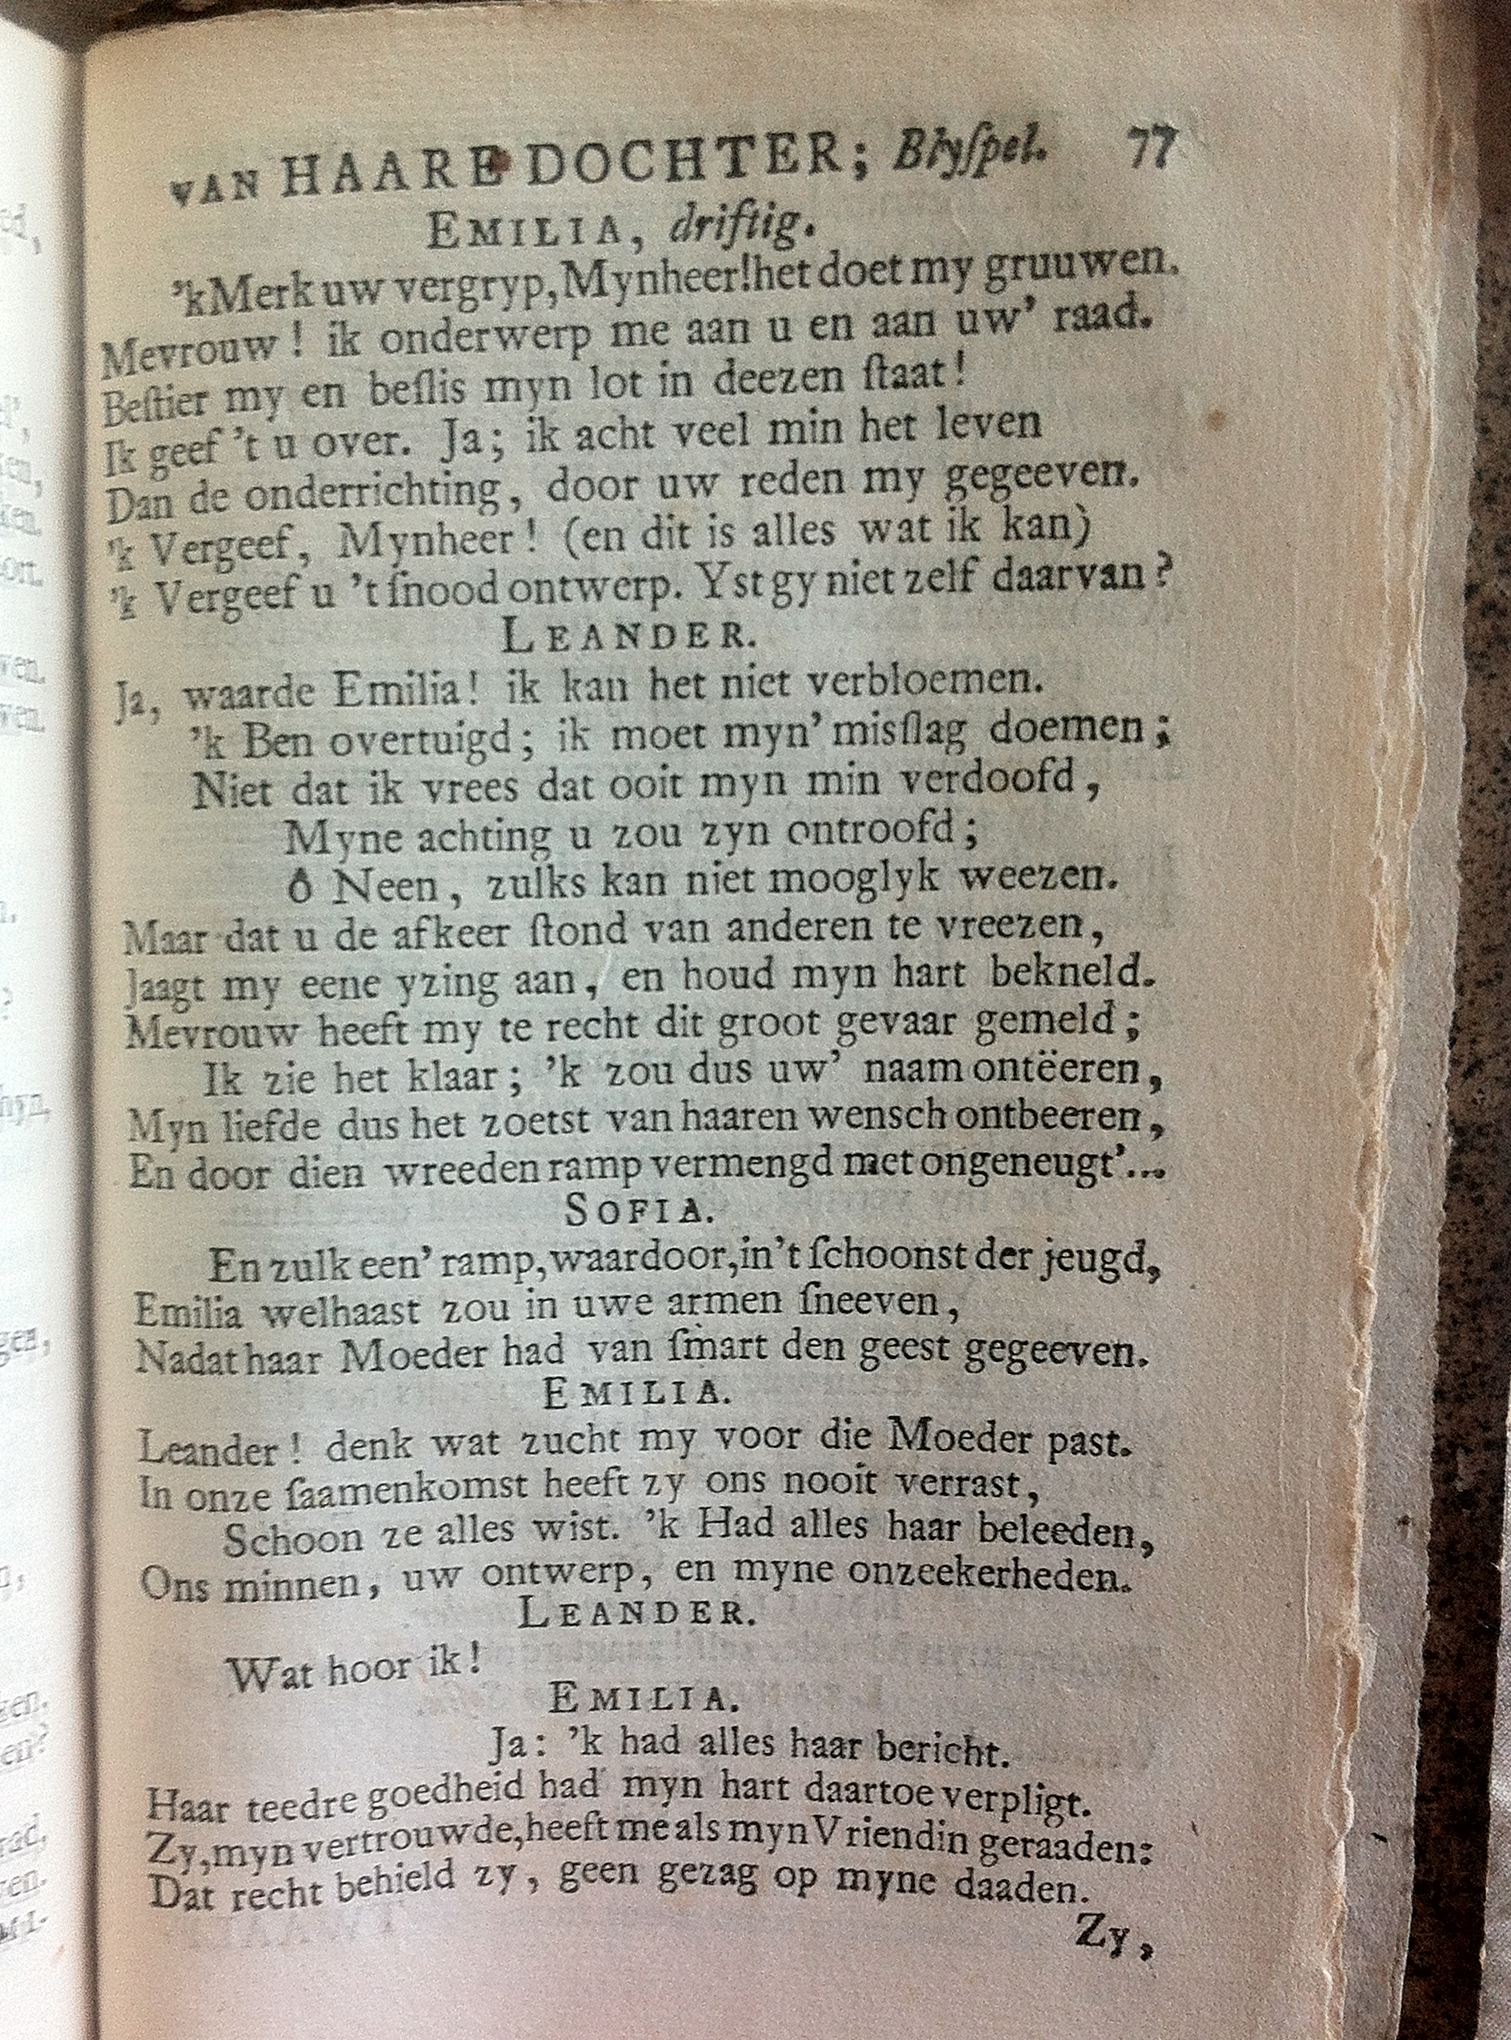 VAN HAARE DOCHTER; Blyſpel. 77
EMILIA, driftig.
'k Merk uw vergryp, Mynheer! het doet my gruuwen.
Mevrouw! ik onderwerp me aan u en aan uw' raad.
Beſtier my en beſlis myn lot in deezen ſtaat!
Ik geef 't u over. Ja; ik acht veel min het leven
Dan de onderrichting, door uw reden my gegeeven.
'k Vergeef, Mynheer! (en dit is alles wat ik kan)
'k Vergeef u 't ſnood ontwerp. Yst gy niet zelf daarvan?
LEANDER.
Ja, waarde Emilia! ik kan het niet verbloemen.
'k Ben overtuigd; ik moet myn' misſlag doemen;
Niet dat ik vrees dat ooit myn min verdoofd,
Myne achting u zou zyn ontroofd;
ô Neen, zulks kan niet mooglyk weezen.
Maar dat u de afkeer ſtond van anderen te vreezen,
Jaagt my eene yzing aan, en houd myn hart bekneld.
Mevrouw heeft my te recht dit groot gevaar gemeld;
Ik zie het klaar; 'k zou dus uw' naam ontëeren,
Myn liefde dus het zoetst van haaren wensch ontbeeren,
En door dien wreeden ramp vermengd met ongeneugt'...
SOFIA.
En zulk een' ramp, waardoor, in 't ſchoonst der jeugd,
Emilia welhaast zou in uwe armen ſneeven,
Nadat haar Moeder had van ſmart den geest gegeeven.
EMILIA.
Leander! denk wat zucht my voor die Moeder past.
In onze ſaamenkomst heeft zy ons nooit verrast,
Schoon ze alles wist. 'k Had alles haar beleeden,
Ons minnen, uw ontwerp, en myne onzeekerheden.
LEANDER.
Wat hoor ik!
EMILIA.
Ja: 'k had alles haar bericht.
Haar teedre goedheid had myn hart daartoe verpligt.
Zy, myn vertrouwde, heeft me als myn Vriendin geraaden:
Dat recht behield zy, geen gezag op myne daaden.
Zy,